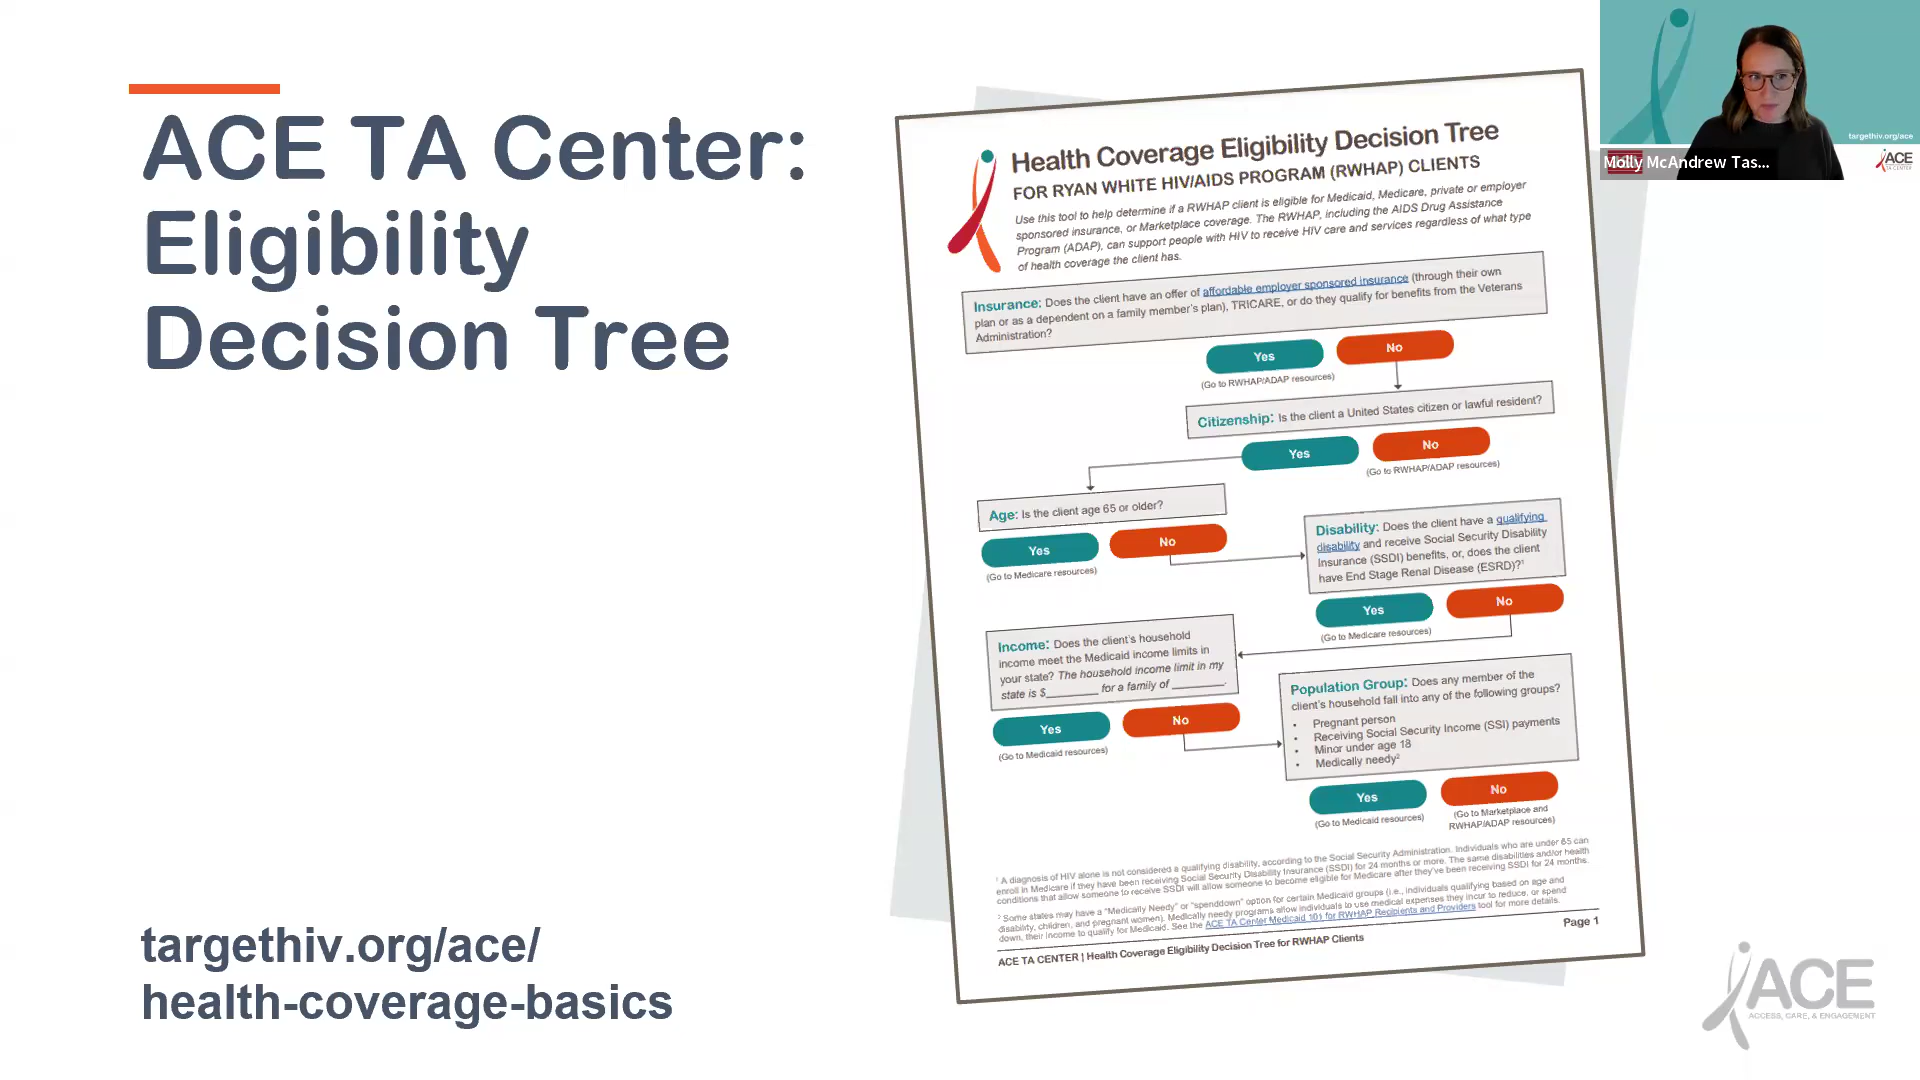 ACE TA Center:
Eligibility
Decision Tree
targethiv.org/ace/
health-coverage-basics
Health Coverage Eligibility Decision Tree
FOR RYAN WHITE HIV/AIDS PROGRAM (RWHAP) CLIENTS
Use this tool to help determine if a RWHAP client is eligible for Medicaid, Medicare, private or employer
sponsored insurance, or Marketplace coverage. The RWHAP, including the AIDS Drug Assistance
Program (ADAP), can support people with HIV to receive HIV care and services regardless of what type
of health coverage the client has.
Insurance: Does the client have an offer of affordable employer sponsored insurance (through their own
plan or as a dependent on a family member's plan), TRICARE, or do they qualify for benefits from the Veterans
Administration?
Yes
No
(Go to RWHAP/ADAP resources)
Citizenship: Is the client a United States citizen or lawful resident?
Yes
No
(Go to RWHAP/ADAP resources)
Age: Is the client age 65 or older?
Yes
No
(Go to Medicare resources)
Disability: Does the client have a qualifying
disability and receive Social Security Disability
Insurance (SSDI) benefits, or, does the client
have End Stage Renal Disease (ESRD)?¹
Yes
No
(Go to Medicare resources)
Income: Does the client's household
income meet the Medicaid income limits in
your state? The household income limit in my
state is $________ for a family of ________.
Yes
No
(Go to Medicaid resources)
Population Group: Does any member of the
client's household fall into any of the following groups?
• Pregnant person
• Receiving Social Security Income (SSI) payments
• Minor under age 18
• Medically needy²
Yes
No
(Go to Medicaid resources)
(Go to Marketplace and
RWHAP/ADAP resources)
¹ A diagnosis of HIV alone is not considered a qualifying disability, according to the Social Security Administration. Individuals who are under 65 can
enroll in Medicare if they have been receiving Social Security Disability Insurance (SSDI) for 24 months or more. The same disabilities and/or health
conditions that allow someone to receive SSDI will allow someone to become eligible for Medicare after they've been receiving SSDI for 24 months.
² Some states may have a "Medically Needy" or "spenddown" option for certain Medicaid groups (i.e., individuals qualifying based on age and
disability, children, and pregnant women). Medically needy programs allow individuals to use medical expenses they incur to reduce, or spend
down, their income to qualify for Medicaid. See the ACE TA Center Medicaid 101 for RWHAP Recipients and Providers tool for more details.
ACE TA CENTER | Health Coverage Eligibility Decision Tree for RWHAP Clients
Page 1
targethiv.org/ace
Molly McAndrew Tas...
ACE
TA CENTER
ACE
ACCESS, CARE, & ENGAGEMENT